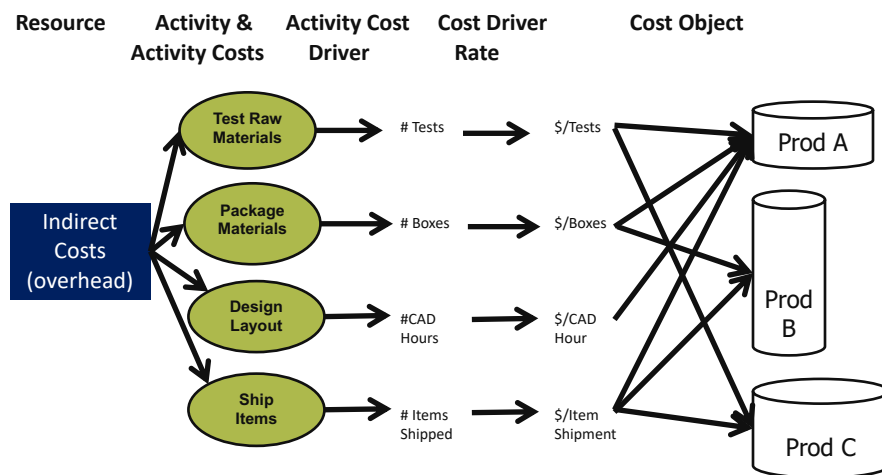 Resource
Activity &
Activity Costs
Activity Cost
Driver
Cost Driver
Rate
Cost Object
Indirect
Costs
(overhead)
Test Raw
Materials
# Tests
$/Tests
Prod A
Package
Materials
# Boxes
$/Boxes
Prod
B
Design
Layout
#CAD
Hours
$/CAD
Hour
Ship
Items
# Items
Shipped
$/Item
Shipment
Prod C